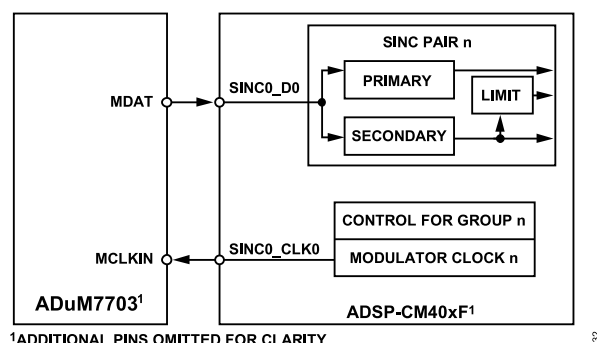 SINC PAIR n
PRIMARY
LIMIT
SECONDARY
MDAT
SINC0_D0
CONTROL FOR GROUP n
MODULATOR CLOCK n
MCLKIN
SINC0_CLK0
ADuM7703¹
ADSP-CM40xF¹
¹ADDITIONAL PINS OMITTED FOR CLARITY